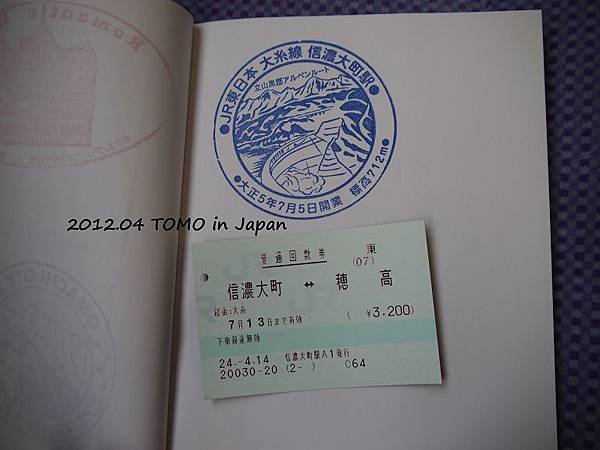 Romantic
JR東日本 大糸線 信濃大町駅
立山黒部アルペンルート
大正5年7月5日開業 標高712m
2012.04 TOMO in Japan
普通回数券 東
(07)
信濃大町 ↔ 穂高
経由:大糸
7月13日まで有効 ( ¥3,200)
下車前途無効
24.-4.14 信濃大町駅A1発行
20030-20 (2- ) C64
OMACHI CITY